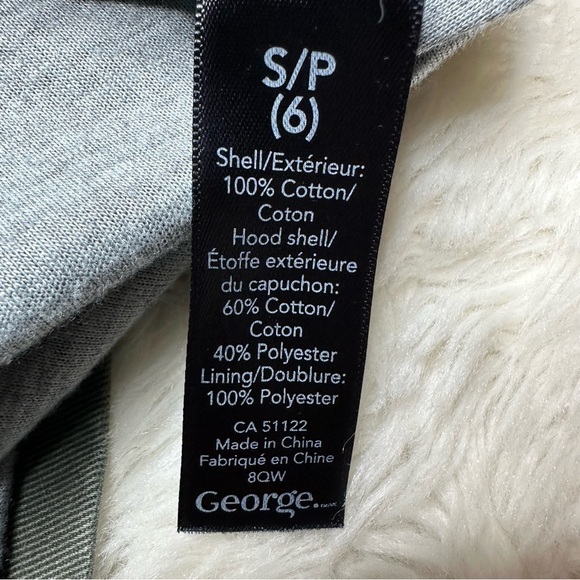 S/P
(6)
Shell/Extérieur:
100% Cotton/
Coton
Hood shell/
Étoffe extérieure
du capuchon:
60% Cotton/
Coton
40% Polyester
Lining/Doublure:
100% Polyester
CA 51122
Made in China
Fabriqué en Chine
8QW
George.